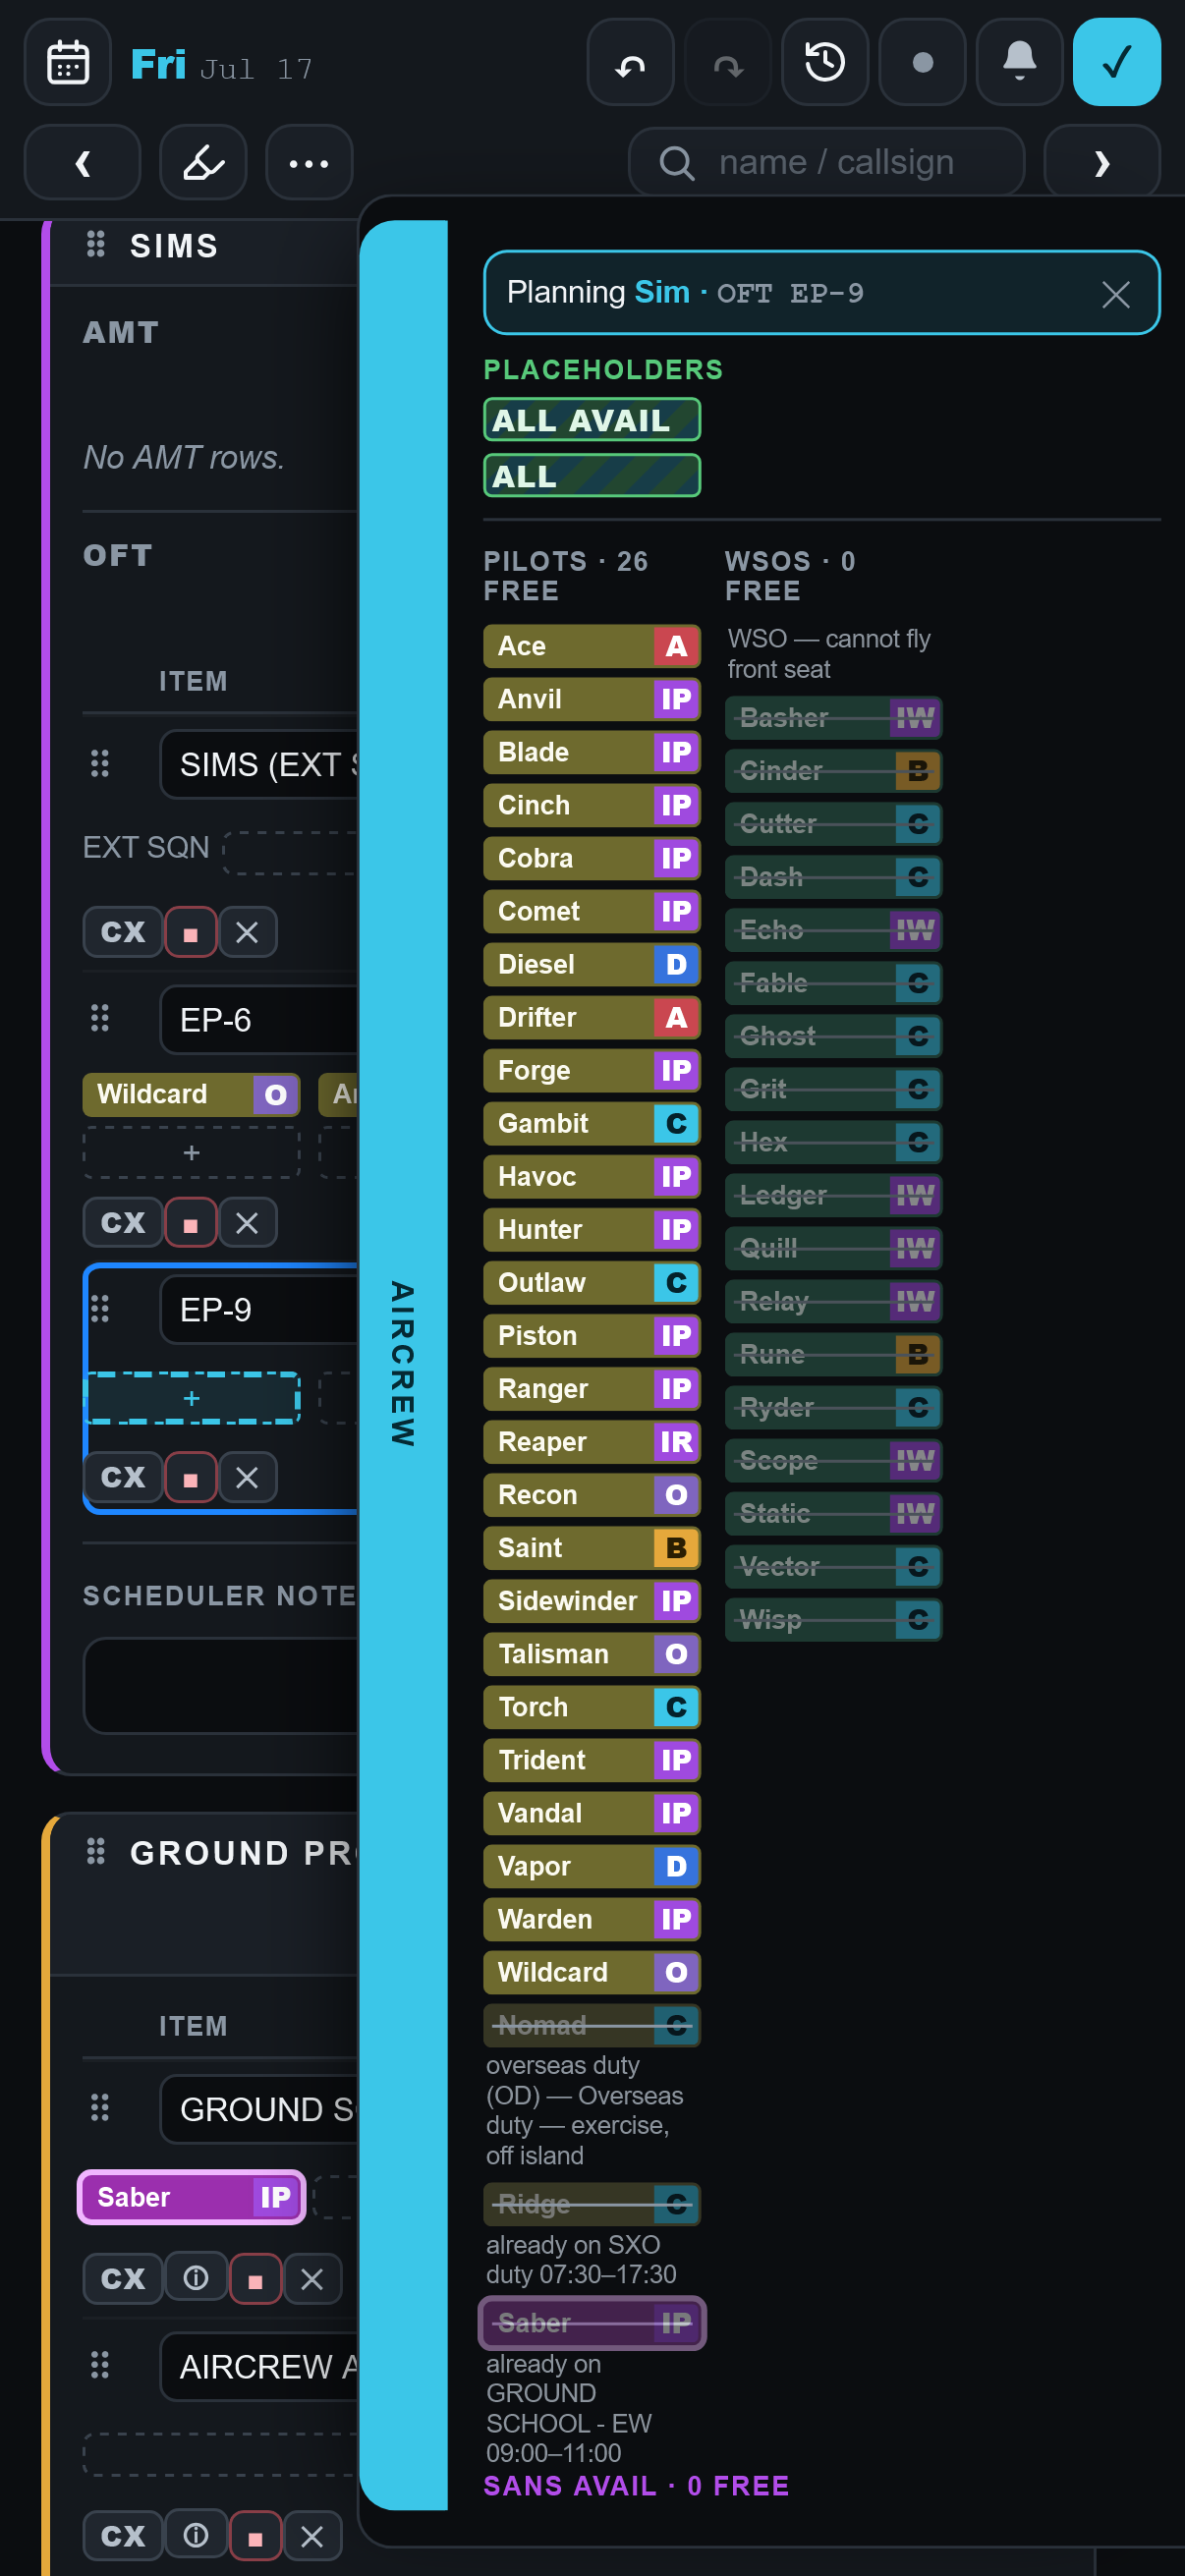 Fri Jul 17
name / callsign
SIMS
AMT
No AMT rows.
OFT
ITEM
SIMS (EXT S
EXT SQN
CX
EP-6
Wildcard O
+
CX
EP-9
+
CX
SCHEDULER NOTE
GROUND PR
ITEM
GROUND S
Saber IP
CX
AIRCREW A
CX
AIRCREW
Planning Sim · OFT EP-9
PLACEHOLDERS
ALL AVAIL
ALL
PILOTS · 26
FREE
Ace A
Anvil IP
Blade IP
Cinch IP
Cobra IP
Comet IP
Diesel D
Drifter A
Forge IP
Gambit C
Havoc IP
Hunter IP
Outlaw C
Piston IP
Ranger IP
Reaper IR
Recon O
Saint B
Sidewinder IP
Talisman O
Torch C
Trident IP
Vandal IP
Vapor D
Warden IP
Wildcard O
Nomad C
overseas duty
(OD) — Overseas
duty — exercise,
off island
Ridge C
already on SXO
duty 07:30–17:30
Saber IP
already on
GROUND
SCHOOL - EW
09:00–11:00
SANS AVAIL · 0 FREE
WSOS · 0
FREE
WSO — cannot fly
front seat
Basher IW
Cinder B
Cutter C
Dash C
Echo IW
Fable C
Ghost C
Grit C
Hex C
Ledger IW
Quill IW
Relay IW
Rune B
Ryder C
Scope IW
Static IW
Vector C
Wisp C